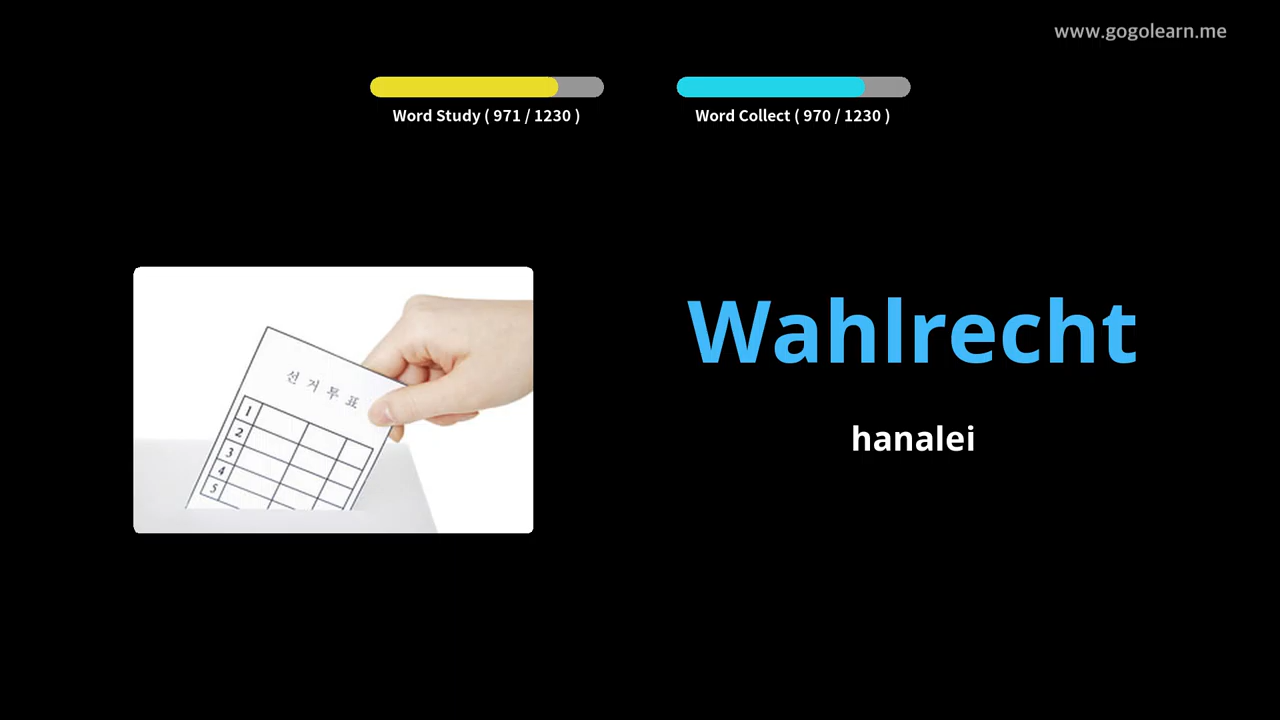 www.gogolearn.me
Word Study ( 971 / 1230 )
Word Collect ( 970 / 1230 )
Wahlrecht
hanalei
선거투표
1
2
3
4
5